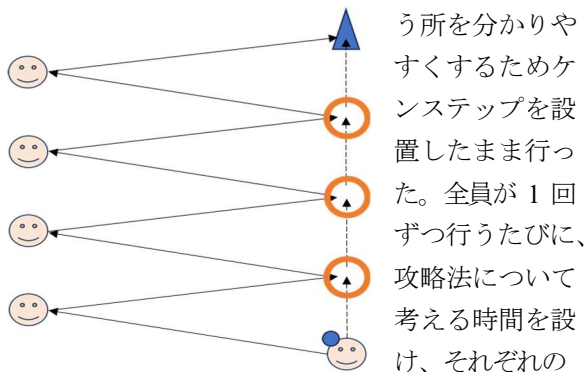 う所を分かりや
すくするためケ
ンステップを設
置したまま行っ
た。全員が 1 回
ずつ行うたびに、
攻略法について
考える時間を設
け、それぞれの